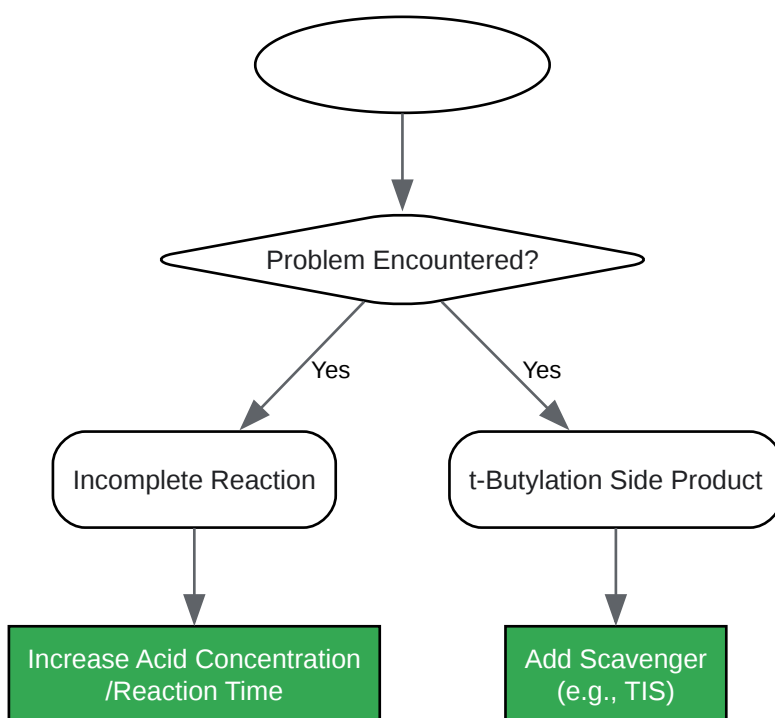 Problem Encountered?
Yes
Yes
Incomplete Reaction
t-Butylation Side Product
Increase Acid Concentration
/Reaction Time
Add Scavenger
(e.g., TIS)